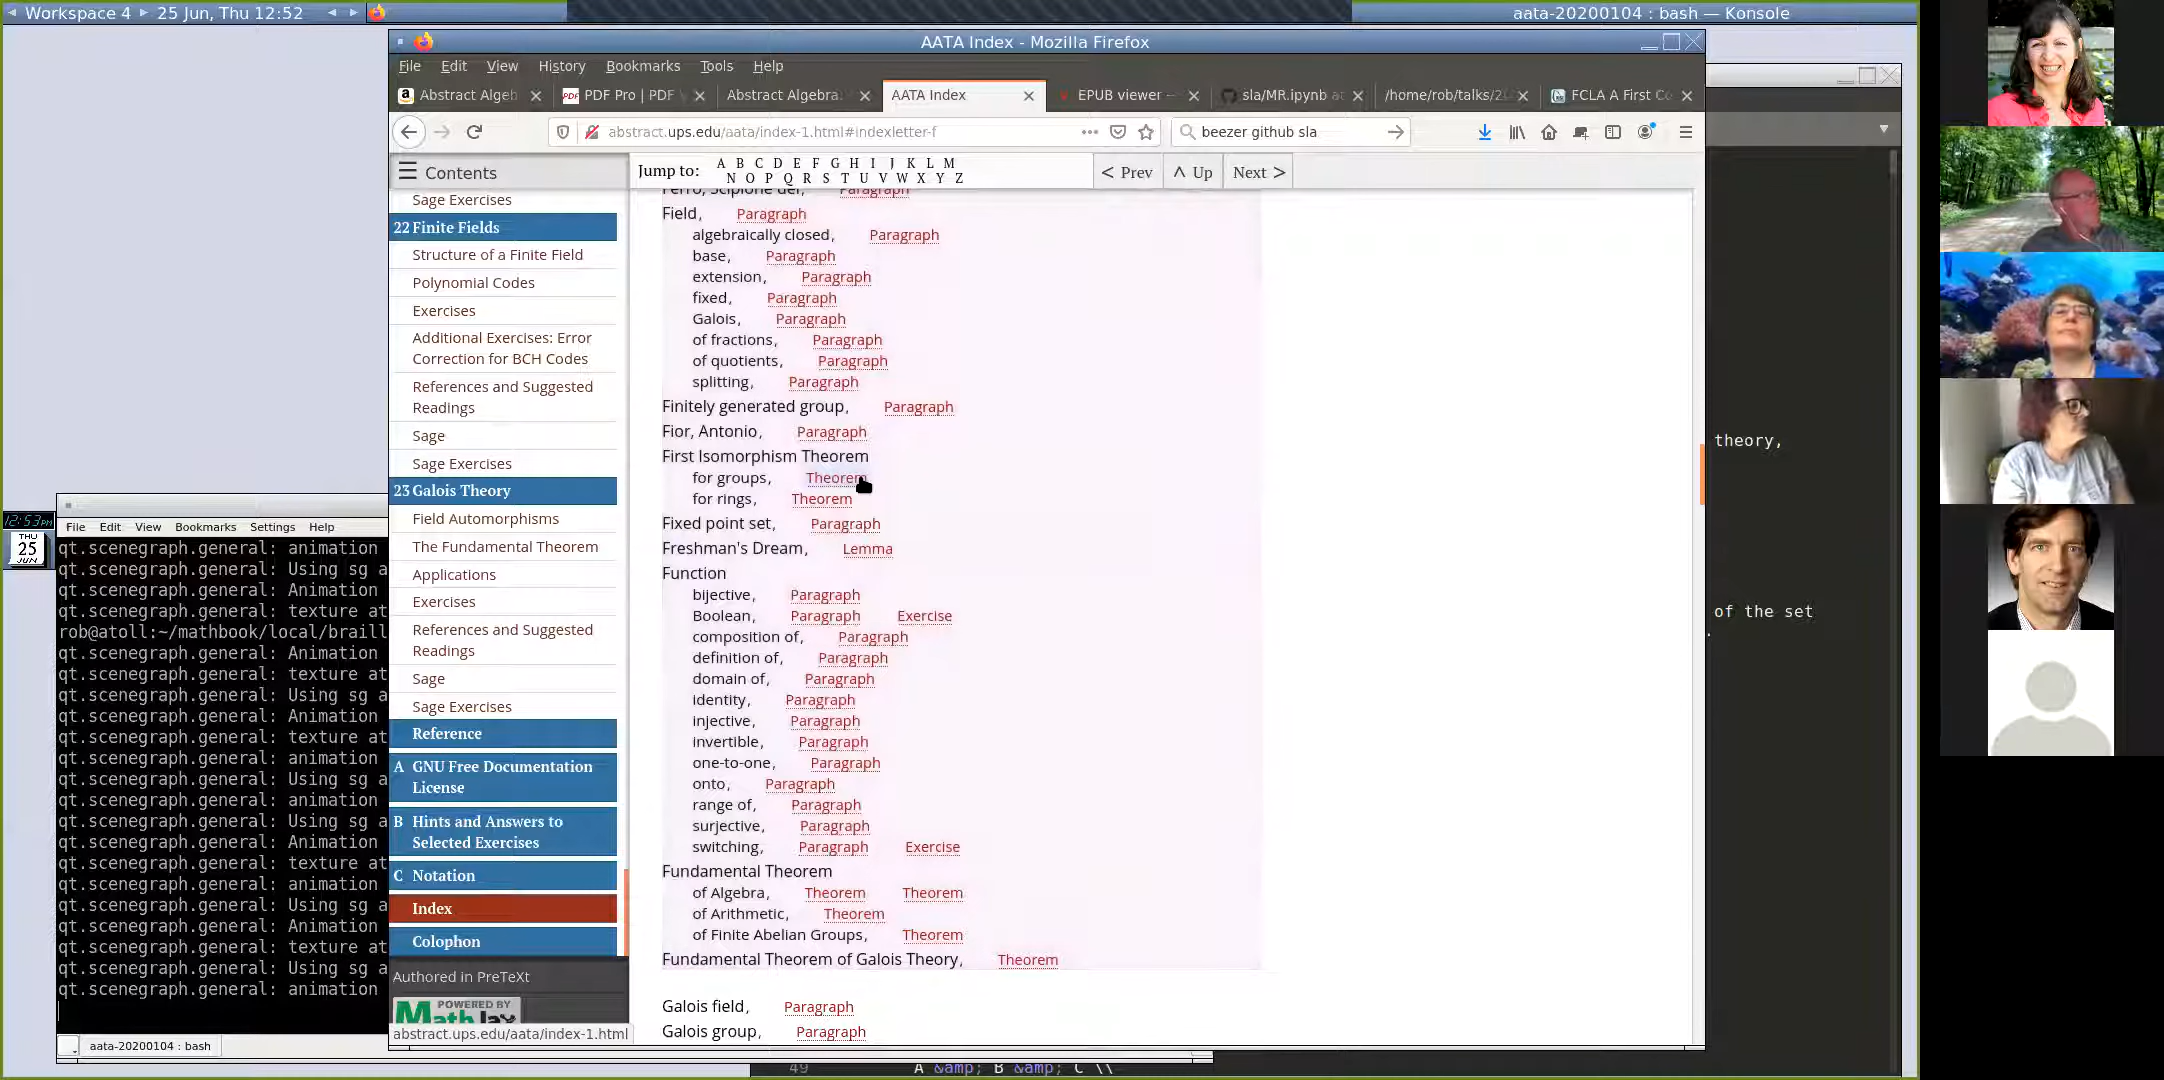 Workspace 4 25 Jun, Thu 12:52
aata-20200104 : bash — Konsole
AATA Index - Mozilla Firefox
File Edit View History Bookmarks Tools Help
Abstract Algeb
PDF Pro | PDF
Abstract Algebra.
AATA Index
EPUB viewer –
sla/MR.ipynb at
/home/rob/talks/20
FCLA A First Co
abstract.ups.edu/aata/index-1.html#indexletter-f
beezer github sla
Contents
Jump to:
A B C D E F G H I J K L M
N O P Q R S T U V W X Y Z
< Prev
^ Up
Next >
Sage Exercises
22 Finite Fields
Structure of a Finite Field
Polynomial Codes
Exercises
Additional Exercises: Error
Correction for BCH Codes
References and Suggested
Readings
Sage
Sage Exercises
23 Galois Theory
Field Automorphisms
The Fundamental Theorem
Applications
Exercises
References and Suggested
Readings
Sage
Sage Exercises
Reference
A GNU Free Documentation
License
B Hints and Answers to
Selected Exercises
C Notation
Index
Colophon
Authored in PreTeXt
POWERED BY
MathJax
abstract.ups.edu/aata/index-1.html
Ferro, Scipione del, Paragraph
Field, Paragraph
algebraically closed, Paragraph
base, Paragraph
extension, Paragraph
fixed, Paragraph
Galois, Paragraph
of fractions, Paragraph
of quotients, Paragraph
splitting, Paragraph
Finitely generated group, Paragraph
Fior, Antonio, Paragraph
First Isomorphism Theorem
for groups, Theorem
for rings, Theorem
Fixed point set, Paragraph
Freshman's Dream, Lemma
Function
bijective, Paragraph
Boolean, Paragraph Exercise
composition of, Paragraph
definition of, Paragraph
domain of, Paragraph
identity, Paragraph
injective, Paragraph
invertible, Paragraph
one-to-one, Paragraph
onto, Paragraph
range of, Paragraph
surjective, Paragraph
switching, Paragraph Exercise
Fundamental Theorem
of Algebra, Theorem Theorem
of Arithmetic, Theorem
of Finite Abelian Groups, Theorem
Fundamental Theorem of Galois Theory, Theorem
Galois field, Paragraph
Galois group, Paragraph
theory,
of the set
.
12:53PM
THU
25
JUN
File Edit View Bookmarks Settings Help
qt.scenegraph.general: animation
qt.scenegraph.general: Using sg a
qt.scenegraph.general: Animation
qt.scenegraph.general: texture at
rob@atoll:~/mathbook/local/braill
qt.scenegraph.general: Animation
qt.scenegraph.general: texture at
qt.scenegraph.general: Using sg a
qt.scenegraph.general: Animation
qt.scenegraph.general: texture at
qt.scenegraph.general: animation
qt.scenegraph.general: Using sg a
qt.scenegraph.general: animation
qt.scenegraph.general: Using sg a
qt.scenegraph.general: Animation
qt.scenegraph.general: texture at
qt.scenegraph.general: animation
qt.scenegraph.general: Using sg a
qt.scenegraph.general: Animation
qt.scenegraph.general: texture at
qt.scenegraph.general: Using sg a
qt.scenegraph.general: animation
aata-20200104 : bash
49 A &amp; B &amp; C \\